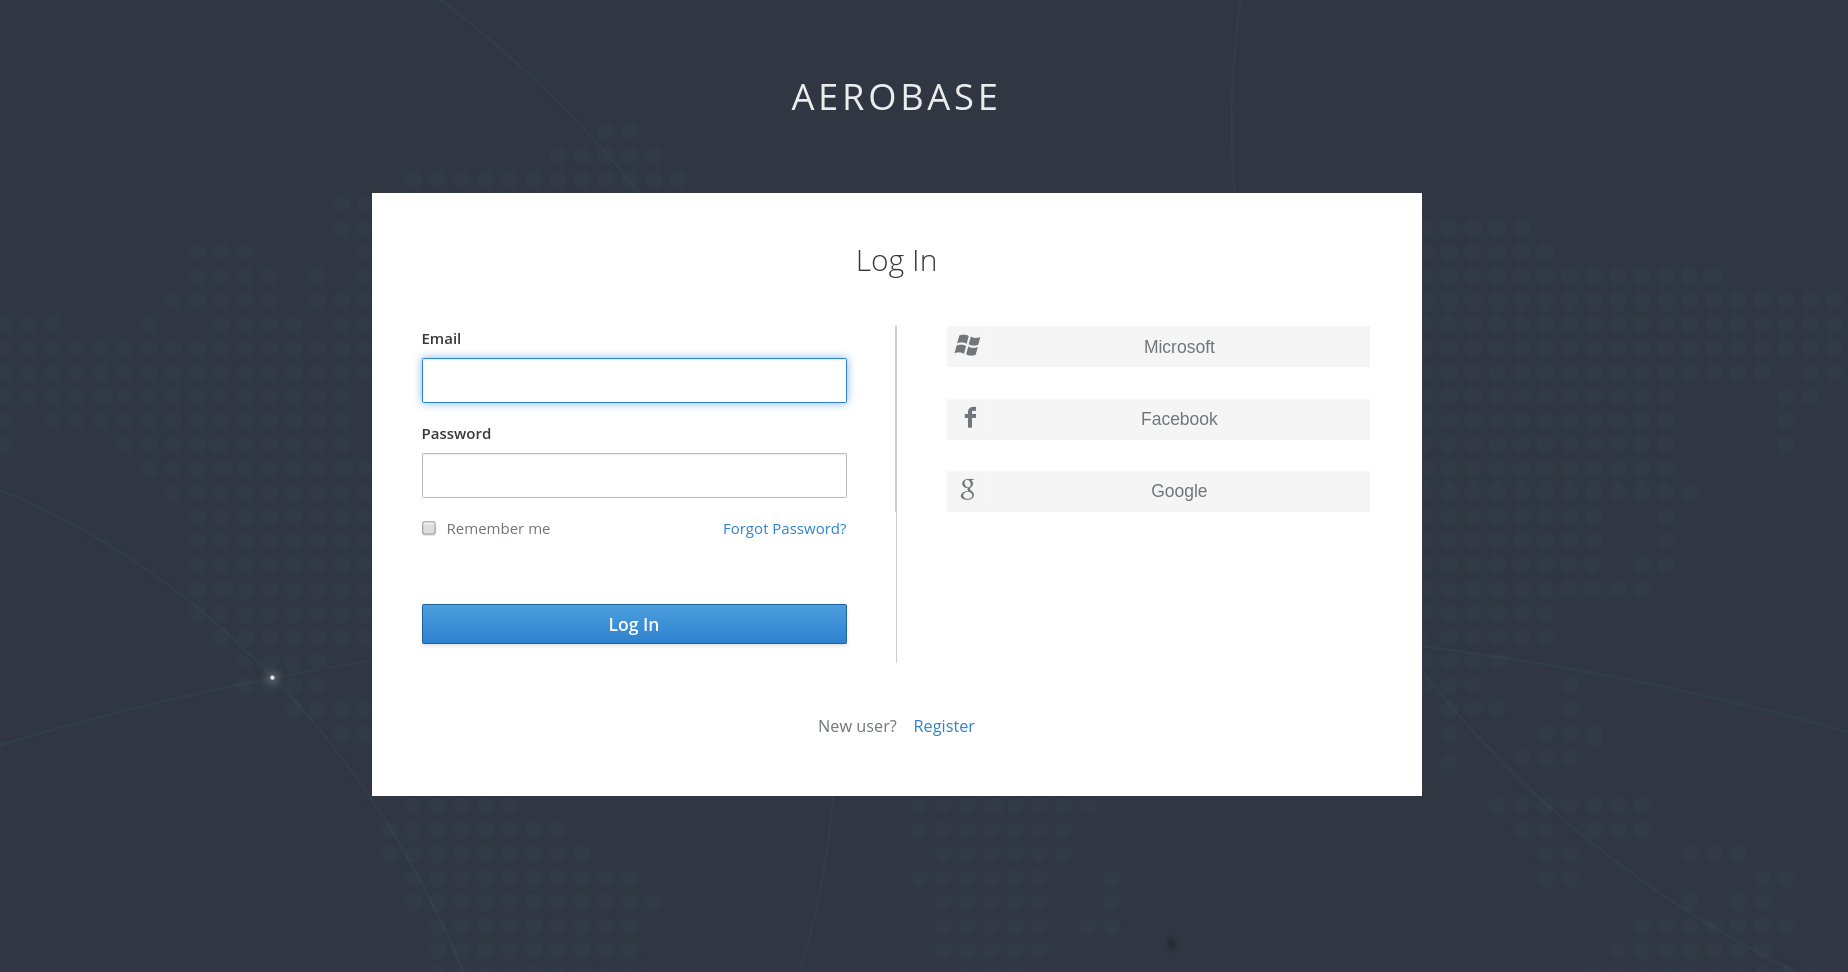 AEROBASE
Log In
Email
Password
Remember me
Forgot Password?
Log In
Microsoft
Facebook
Google
New user? Register